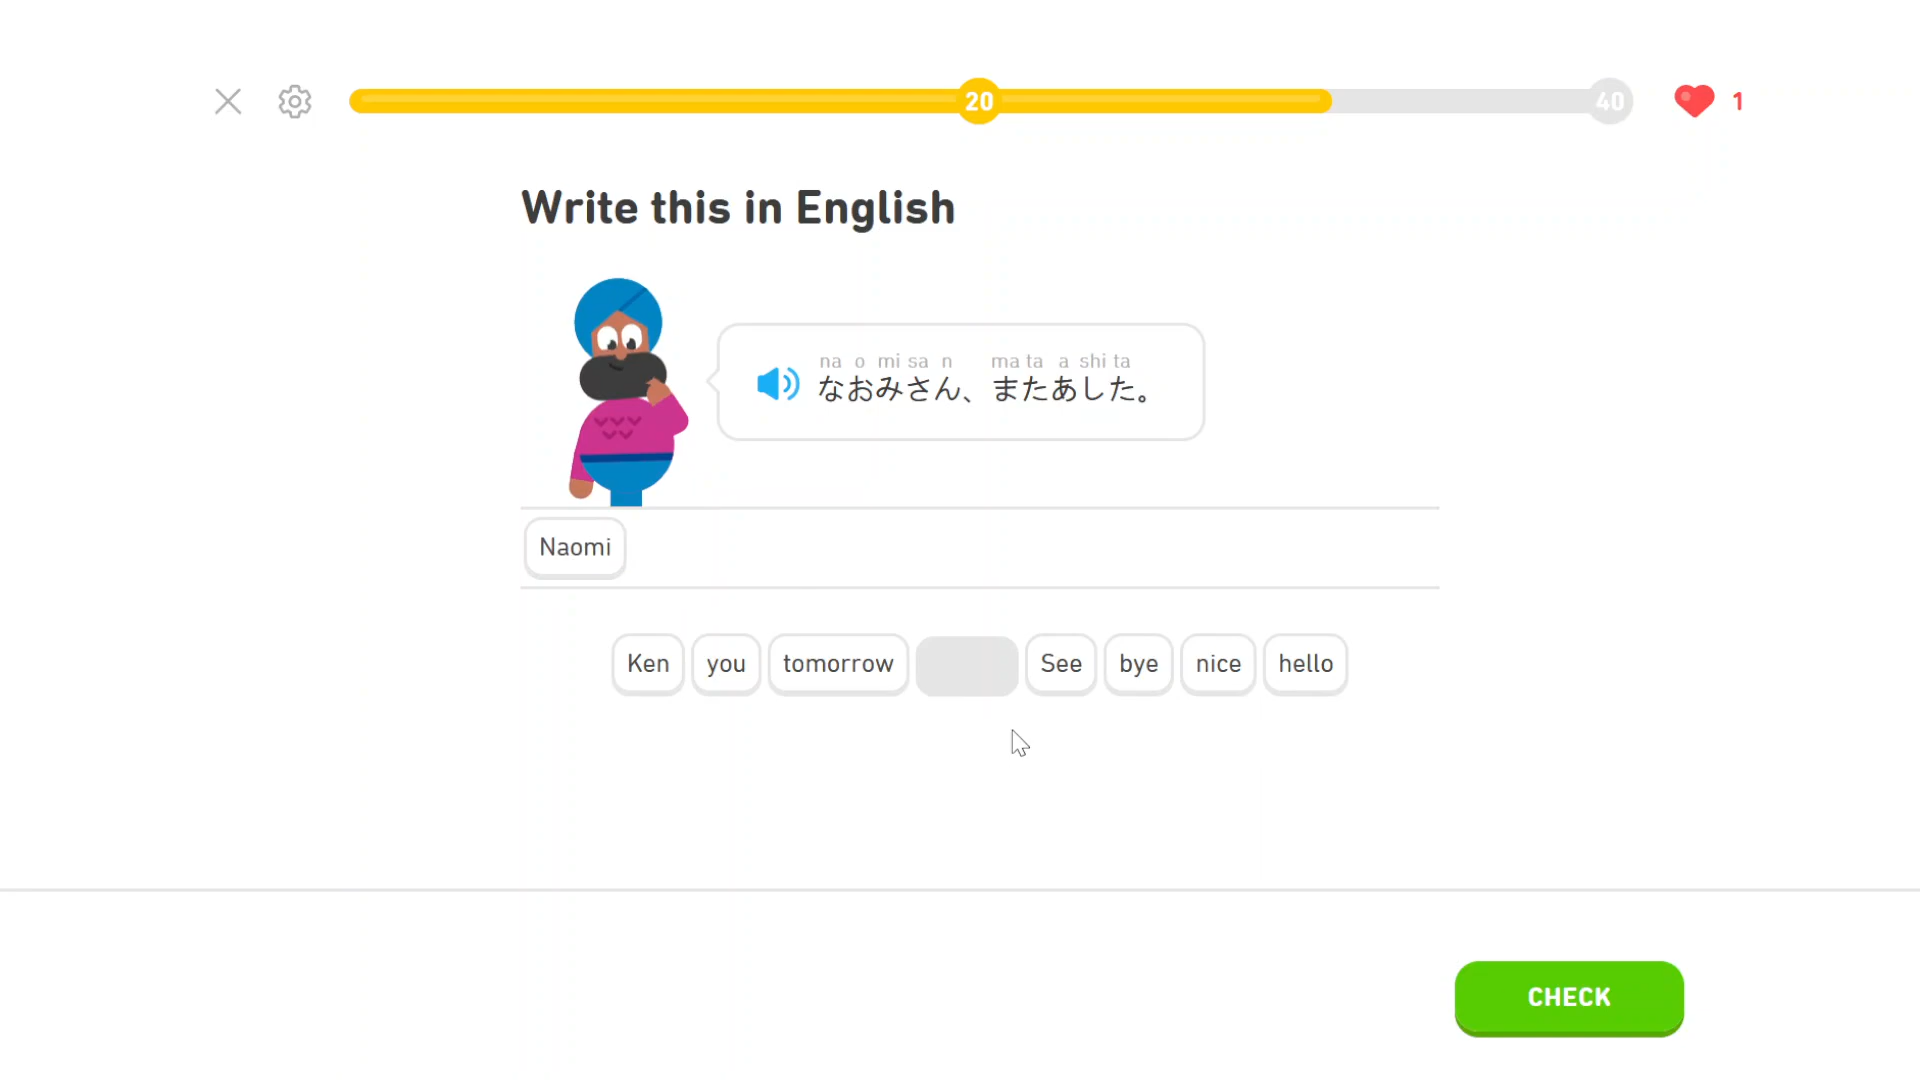 20
40
1
Write this in English
na o mi sa n ma ta a shi ta
なおみさん、またあした。
Naomi
Ken you tomorrow See bye nice hello
CHECK